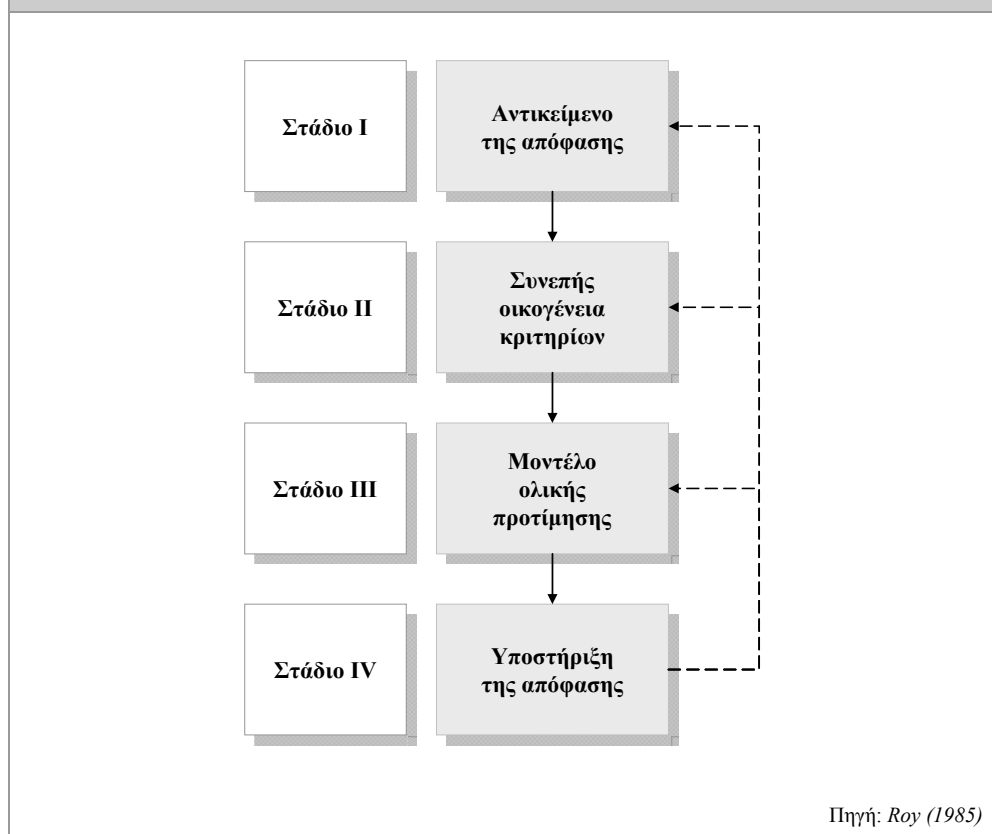 Στάδιο I
Αντικείμενο
της απόφασης
Στάδιο II
Συνεπής
οικογένεια
κριτηρίων
Στάδιο III
Μοντέλο
ολικής
προτίμησης
Στάδιο IV
Υποστήριξη
της απόφασης
Πηγή: Roy (1985)